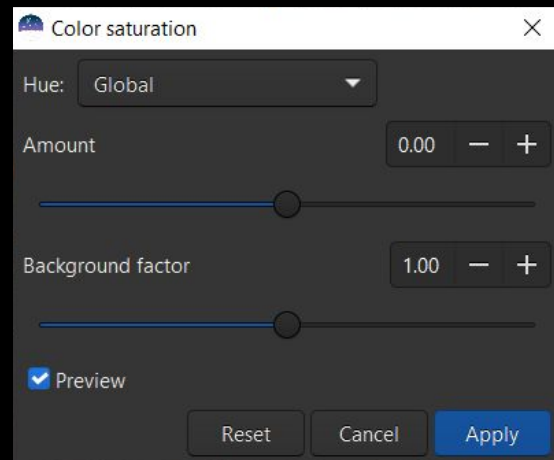 Color saturation
Hue: Global
Amount 0.00
Background factor 1.00
Preview
Reset Cancel Apply